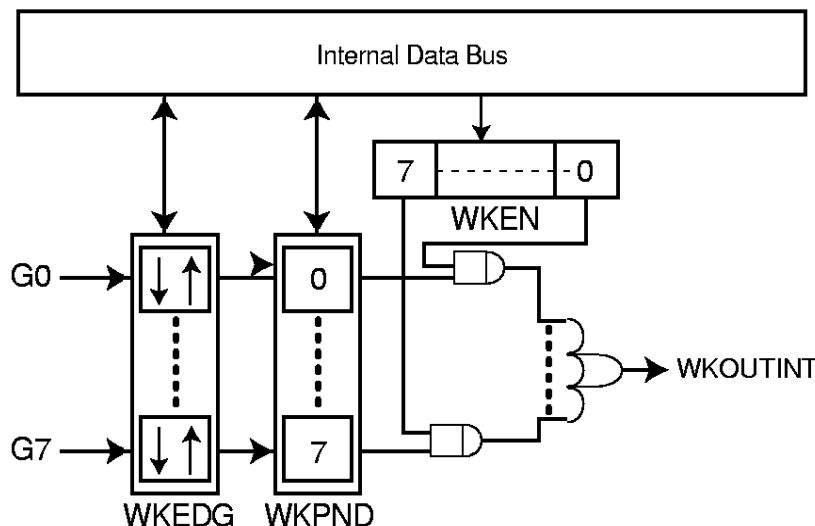 Internal Data Bus
7 0
WKEN
G0
0
WKOUTINT
G7
7
WKEDG WKPND